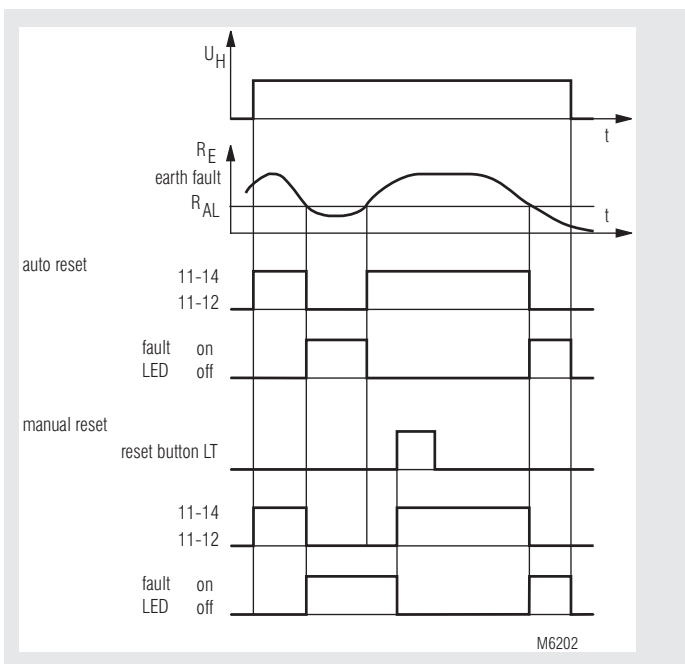 U_H
t
R_E
earth fault
R_AL
t
auto reset
11-14
11-12
fault on
LED off
manual reset
reset button LT
11-14
11-12
fault on
LED off
M6202